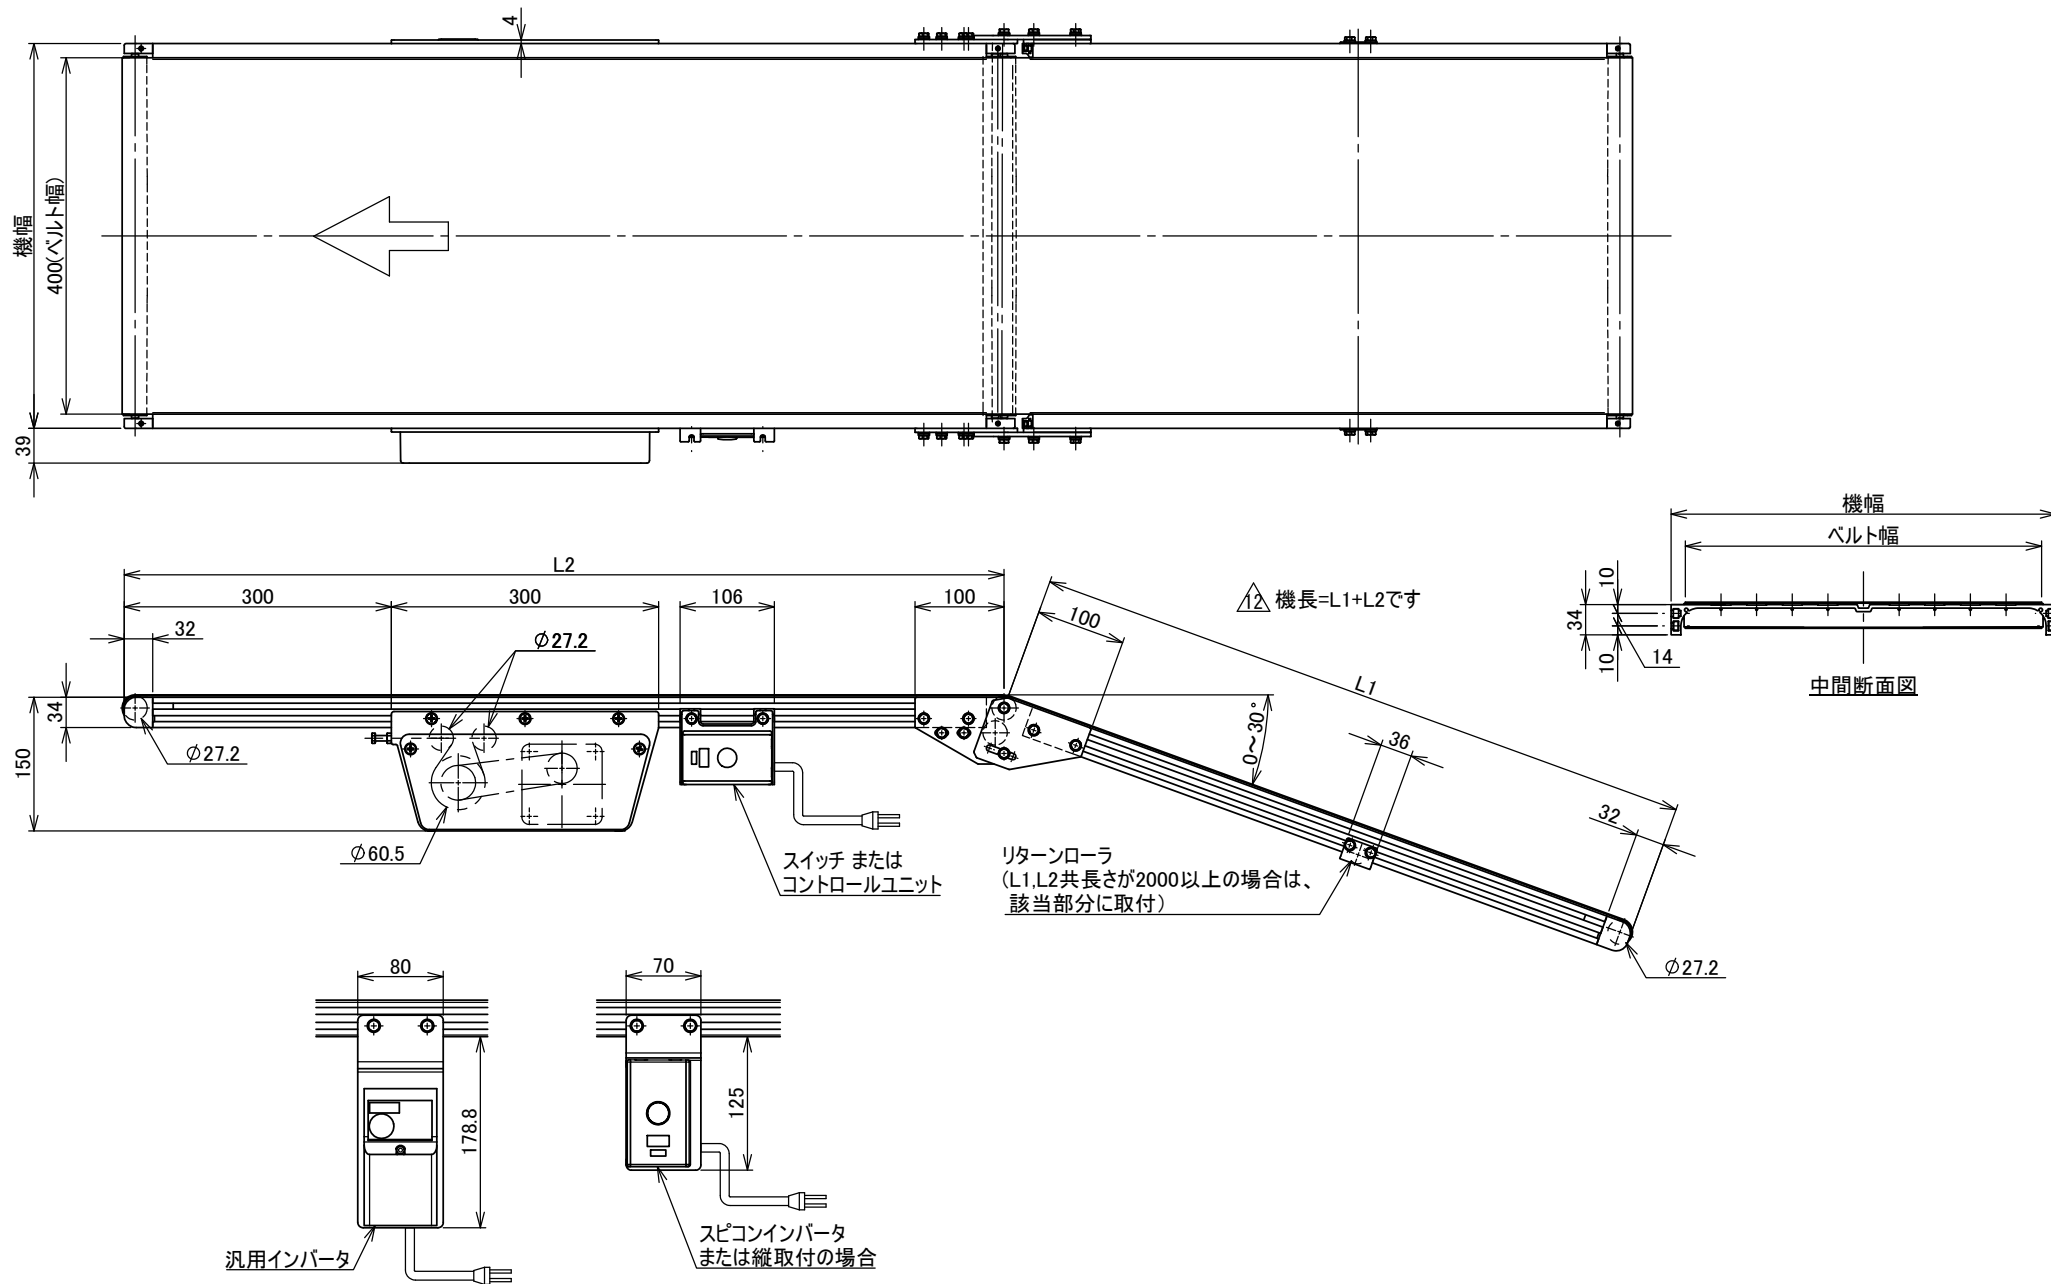 4
機幅
400(ベルト幅)
39
L2
300
300
106
100
32
φ27.2
34
150
φ27.2
φ60.5
スイッチ または
コントロールユニット
12 機長=L1+L2です
100
L1
0～30°
36
32
φ27.2
リターンローラ
(L1,L2共長さが2000以上の場合は、
該当部分に取付)
機幅
ベルト幅
10
34
10
14
中間断面図
80
178.8
汎用インバータ
70
125
スピコンインバータ
または縦取付の場合